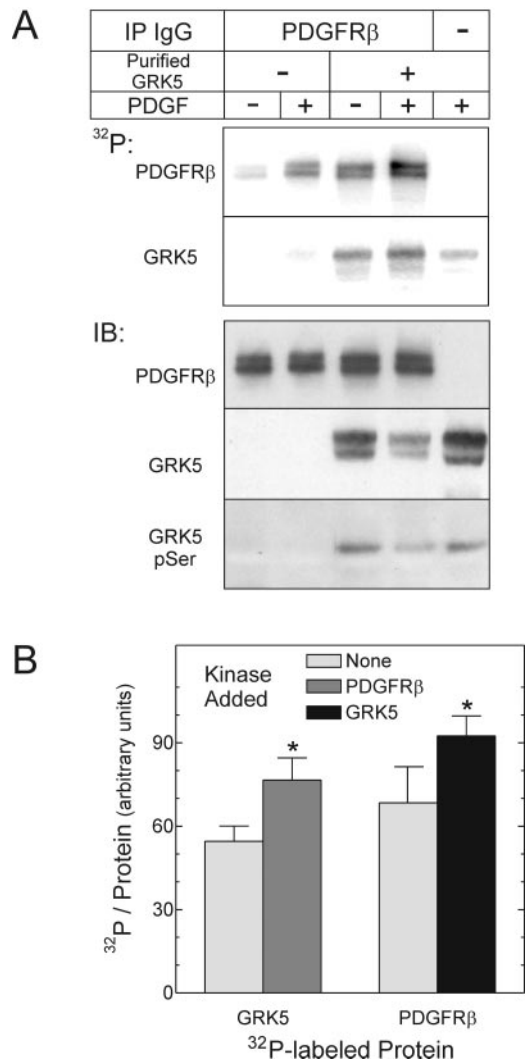 A
IP IgG PDGFRβ -
Purified GRK5 - +
PDGF - + - + +
³²P:
PDGFRβ
GRK5
IB:
PDGFRβ
GRK5
GRK5
pSer
B
Kinase
Added
None
PDGFRβ
GRK5
*
*
90
60
30
0
³²P / Protein (arbitrary units)
GRK5 PDGFRβ
³²P-labeled Protein